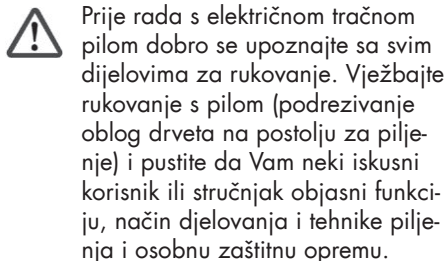 Prije rada s električnom tračnom
pilom dobro se upoznajte sa svim
dijelovima za rukovanje. Vježbajte
rukovanje s pilom (podrezivanje
oblog drveta na postolju za pilje-
nje) i pustite da Vam neki iskusni
korisnik ili stručnjak objasni funkci-
ju, način djelovanja i tehnike pilje-
nja i osobnu zaštitnu opremu.